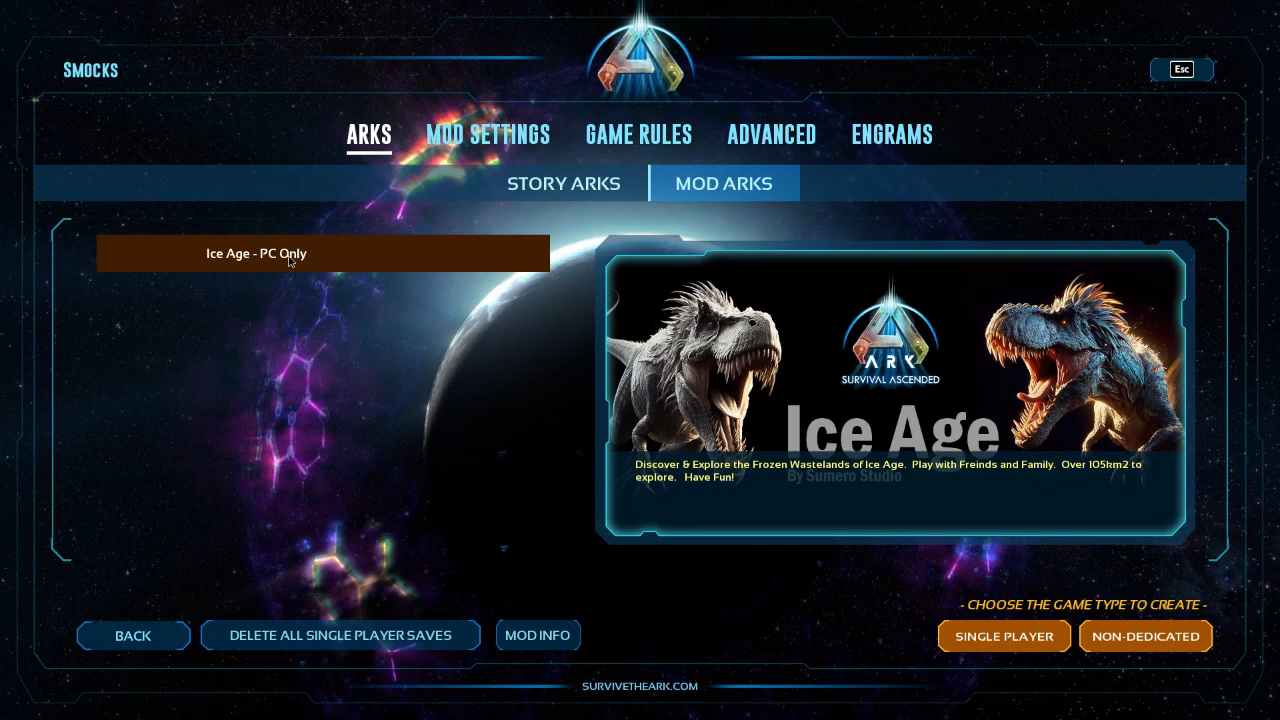 Smocks
Esc
ARKS MOD SETTINGS GAME RULES ADVANCED ENGRAMS
STORY ARKS MOD ARKS
Ice Age - PC Only
ARK
SURVIVAL ASCENDED
Ice Age
Discover & Explore the Frozen Wastelands of Ice Age. Play with Freinds and Family. Over 105km2 to
explore. Have Fun!
By Sumero Studio
- CHOOSE THE GAME TYPE TO CREATE -
BACK DELETE ALL SINGLE PLAYER SAVES MOD INFO SINGLE PLAYER NON-DEDICATED
SURVIVETHEARK.COM